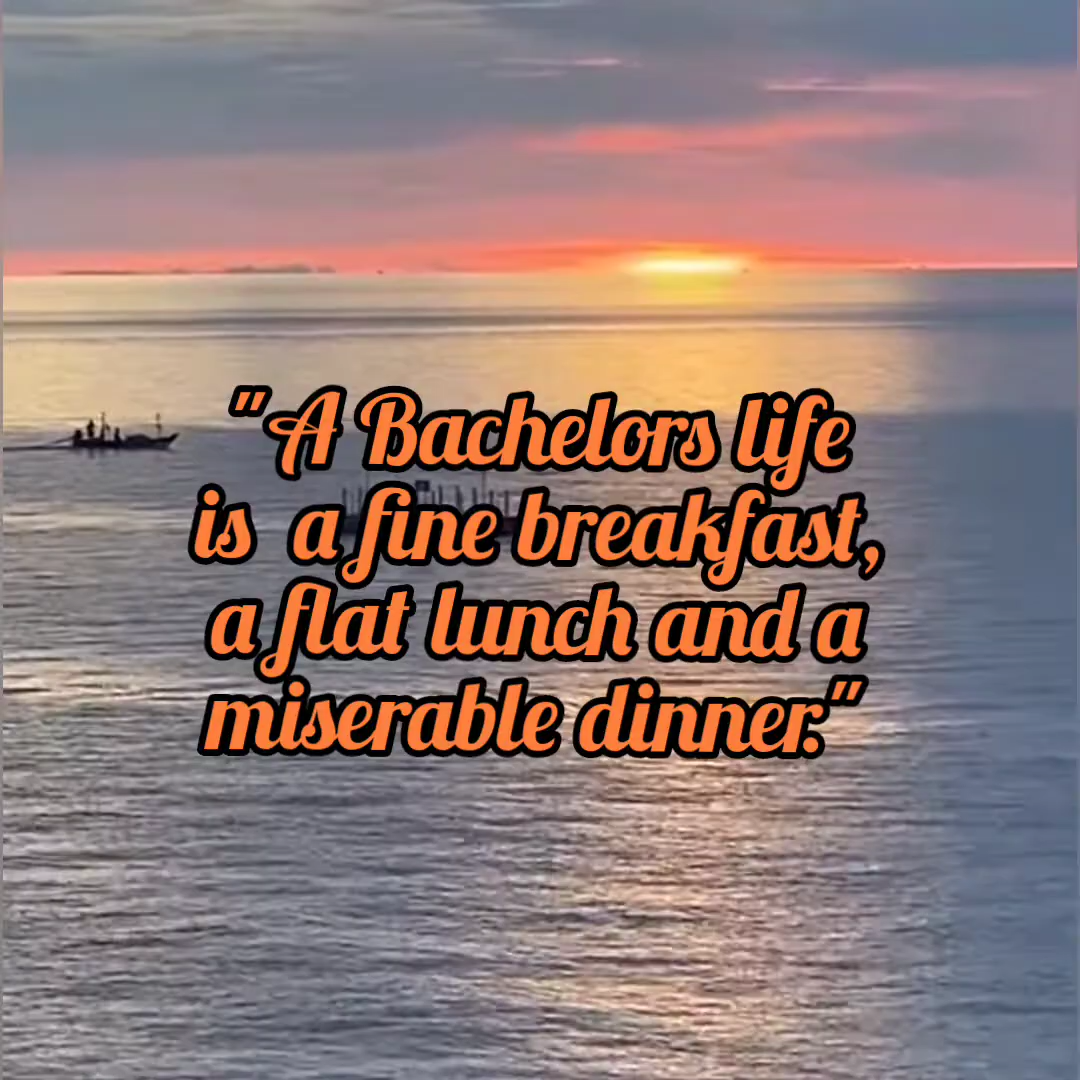 "A Bachelors life
is a fine breakfast,
a flat lunch and a
miserable dinner."